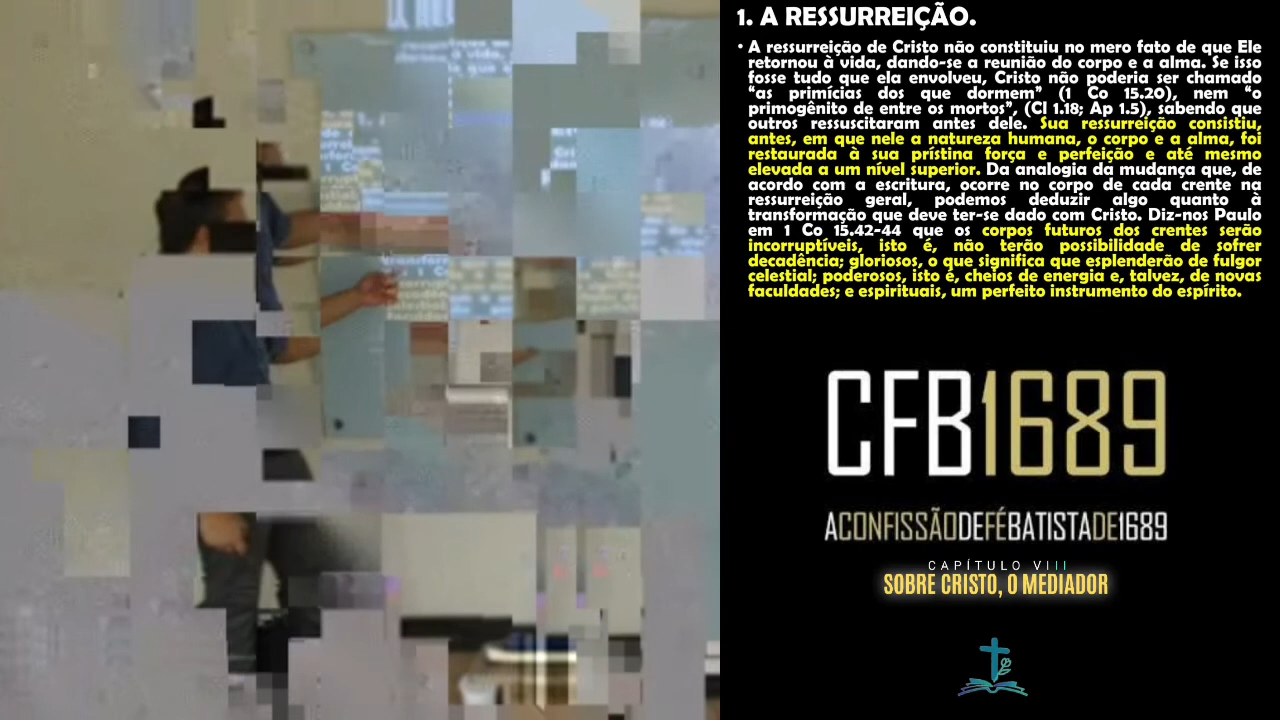 1. A RESSURREIÇÃO.
• A ressurreição de Cristo não constituiu no mero fato de que Ele
retornou à vida, dando-se a reunião do corpo e a alma. Se isso
fosse tudo que ela envolveu, Cristo não poderia ser chamado
“as primícias dos que dormem” (1 Co 15.20), nem “o
primogênito de entre os mortos”, (Cl 1.18; Ap 1.5), sabendo que
outros ressuscitaram antes dele. Sua ressurreição consistiu,
antes, em que nele a natureza humana, o corpo e a alma, foi
restaurada à sua prístina força e perfeição e até mesmo
elevada a um nível superior. Da analogia da mudança que, de
acordo com a escritura, ocorre no corpo de cada crente na
ressurreição geral, podemos deduzir algo quanto à
transformação que deve ter-se dado com Cristo. Diz-nos Paulo
em 1 Co 15.42-44 que os corpos futuros dos crentes serão
incorruptíveis, isto é, não terão possibilidade de sofrer
decadência; gloriosos, o que significa que esplenderão de fulgor
celestial; poderosos, isto é, cheios de energia e, talvez, de novas
faculdades; e espirituais, um perfeito instrumento do espírito.
CFB1689
ACONFISSÃODEFÉBATISTADE1689
CAPÍTULO VIII
SOBRE CRISTO, O MEDIADOR